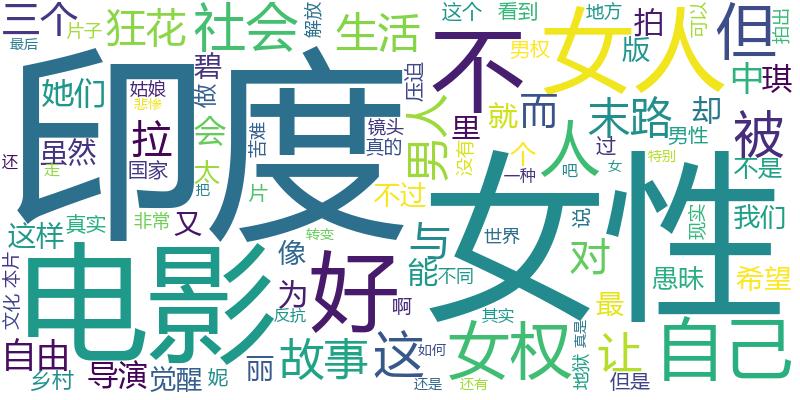 三个
狂花
社会
解放
生活
这个
看到
地方
可以
拍
但
拍出
最后
片子
男权
女人
版
不
印度
碧
她们
姑娘
悲惨
做
压迫
中
琪
末路
却
男性
被
里
就
而
男人
没有
拉
会
苦难
镜头
真的
虽然
国家
太
还
走
把
片
不过
个
一种
人
过
吧
女
特别
不是
女性
这样
真实
非常
又
转变
像
与
能
不同
世界
说
对
现实
我们
愚昧
希望
文化
本片
电影
为
好
反抗
啊
其实
最
自由
乡村
导演
觉醒
妮
丽
故事
这
如何
还是
女权
还有
地狱
真是
让
但是
自己